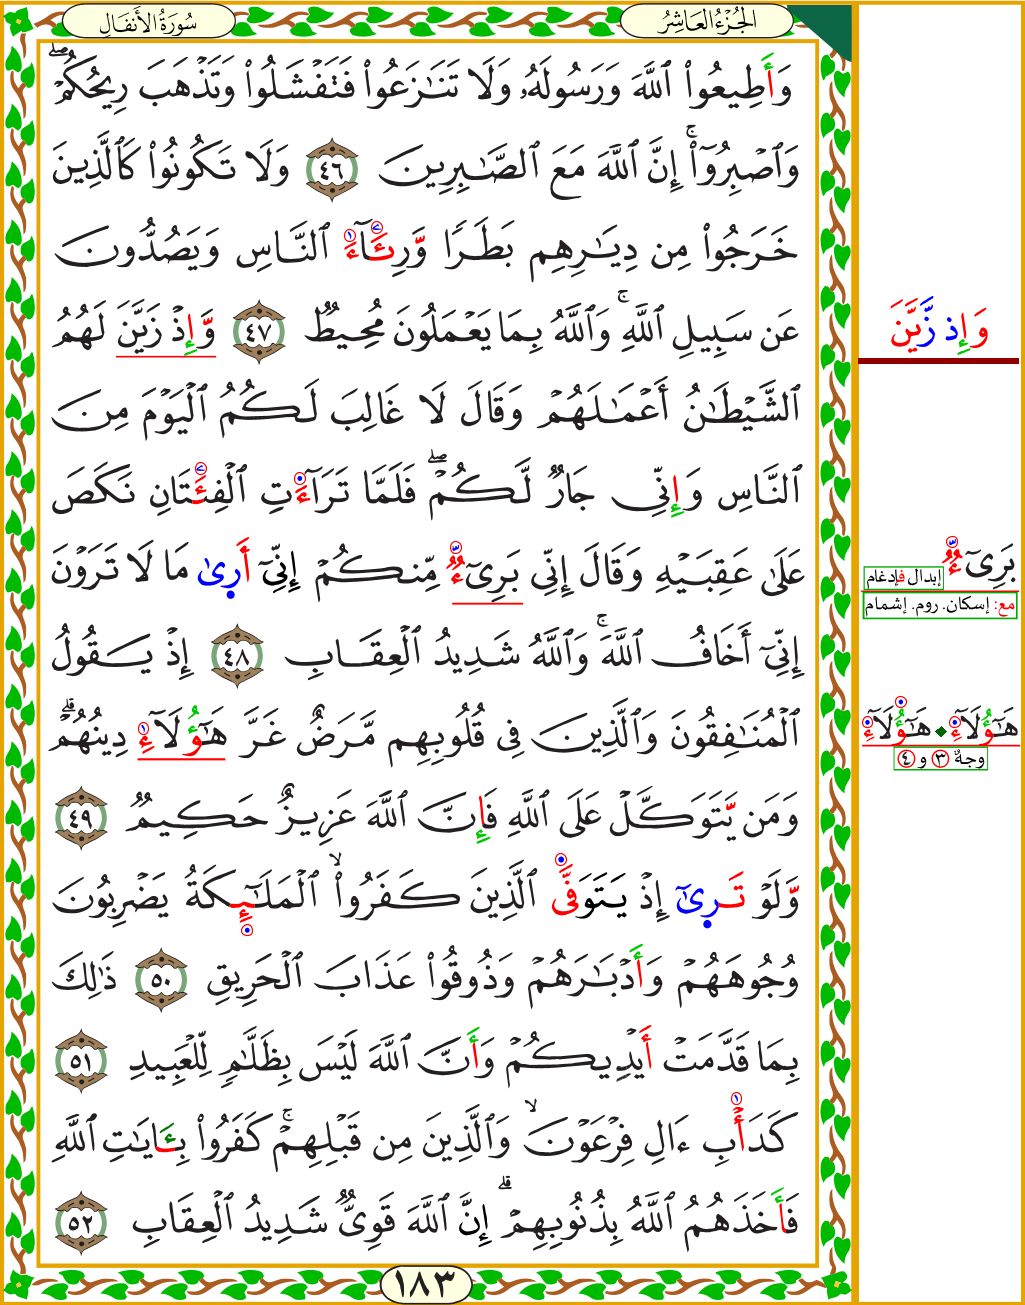 الجُزْءُ العَاشِرُ
سُورَةُ الأَنفَال
وَأَطِيعُوا۟ ٱللَّهَ وَرَسُولَهُۥ وَلَا تَنَـٰزَعُوا۟ فَتَفْشَلُوا۟ وَتَذْهَبَ رِيحُكُمْۖ
وَٱصْبِرُوٓا۟ۚ إِنَّ ٱللَّهَ مَعَ ٱلصَّـٰبِرِينَ ٤٦ وَلَا تَكُونُوا۟ كَٱلَّذِينَ
خَرَجُوا۟ مِن دِيَـٰرِهِم بَطَرًا وَّرِئَآءَ ٱلنَّاسِ وَيَصُدُّونَ
عَن سَبِيلِ ٱللَّهِۚ وَٱللَّهُ بِمَا يَعْمَلُونَ مُحِيطٌ ٤٧ وَّإِذْ زَيَّنَ لَهُمُ
ٱلشَّيْطَـٰنُ أَعْمَـٰلَهُمْ وَقَالَ لَا غَالِبَ لَكُمُ ٱلْيَوْمَ مِنَ
ٱلنَّاسِ وَإِنِّى جَارٌ لَّكُمْۖ فَلَمَّا تَرَآءَتِ ٱلْفِئَتَانِ نَكَصَ
عَلَىٰ عَقِبَيْهِ وَقَالَ إِنِّى بَرِىٓءٌ مِّنكُمْ إِنِّىٓ أَرِىٰ مَا لَا تَرَوْنَ
إِنِّىٓ أَخَافُ ٱللَّهَۚ وَٱللَّهُ شَدِيدُ ٱلْعِقَابِ ٤٨ إِذْ يَقُولُ
ٱلْمُنَـٰفِقُونَ وَٱلَّذِينَ فِى قُلُوبِهِم مَّرَضٌ غَرَّ هَـٰٓؤُلَآءِ دِينُهُمْۗ
وَمَن يَّتَوَكَّلْ عَلَى ٱللَّهِ فَإِنَّ ٱللَّهَ عَزِيزٌ حَكِيمٌ ٤٩
وَّلَوْ تَرِىٰٓ إِذْ يَتَوَفَّى ٱلَّذِينَ كَفَرُوا۟ۙ ٱلْمَلَـٰٓئِكَةُ يَضْرِبُونَ
وُجُوهَهُمْ وَأَدْبَـٰرَهُمْ وَذُوقُوا۟ عَذَابَ ٱلْحَرِيقِ ٥٠ ذَٰلِكَ
بِمَا قَدَّمَتْ أَيْدِيكُمْ وَأَنَّ ٱللَّهَ لَيْسَ بِظَلَّـٰمٍ لِّلْعَبِيدِ ٥١
كَدَأْبِ ءَالِ فِرْعَوْنَۙ وَٱلَّذِينَ مِن قَبْلِهِمْۚ كَفَرُوا۟ بِـَٔايَـٰتِ ٱللَّهِ
فَأَخَذَهُمُ ٱللَّهُ بِذُنُوبِهِمْۗ إِنَّ ٱللَّهَ قَوِىٌّ شَدِيدُ ٱلْعِقَابِ ٥٢
١٨٣
وَإِذ زَّيَّنَ
بَرِىٓءٌ
إبدال فإدغام
مع: إسكان. روم. إشمام
هَـٰٓؤُلَآءِ هَـٰٓؤُلَآءِ
وجهُ ٣ و ٤